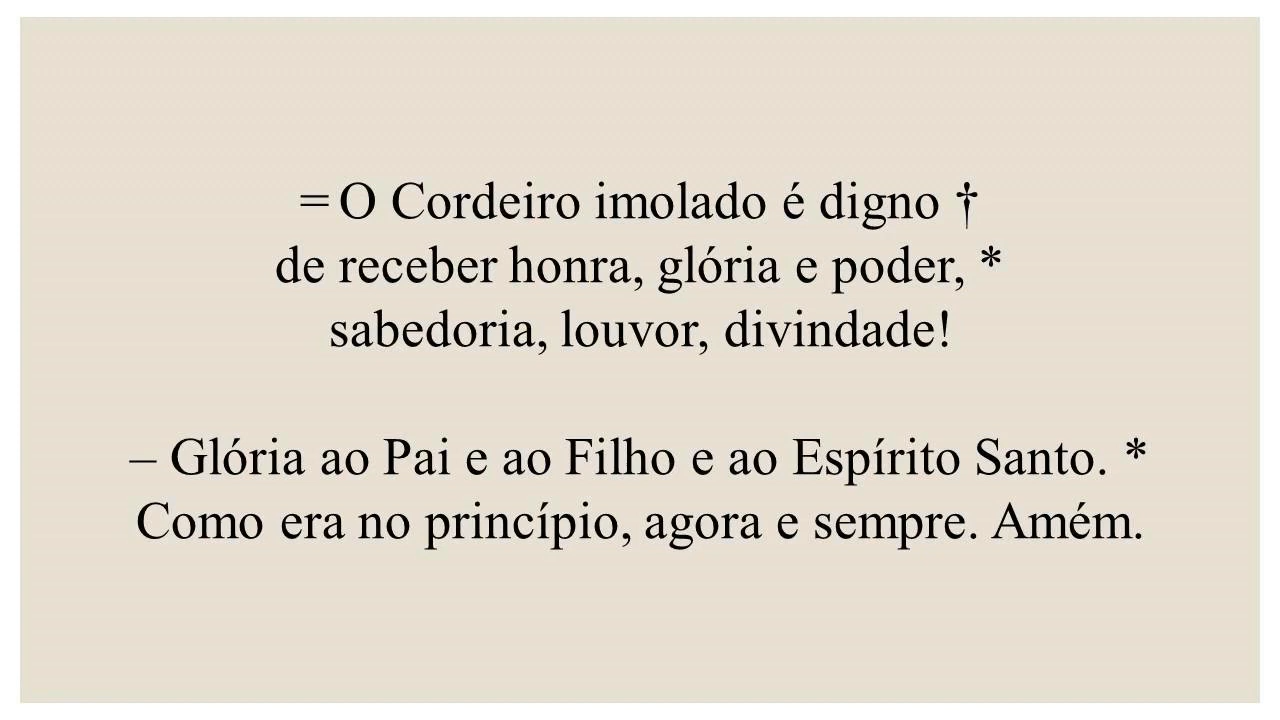 = O Cordeiro imolado é digno †
de receber honra, glória e poder, *
sabedoria, louvor, divindade!
– Glória ao Pai e ao Filho e ao Espírito Santo. *
Como era no princípio, agora e sempre. Amém.